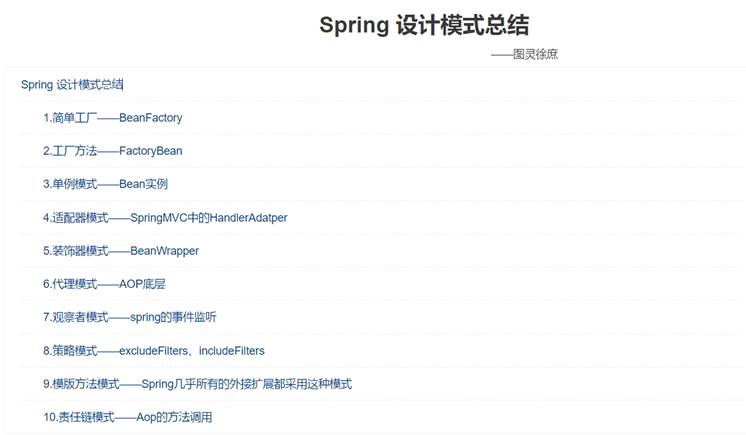 Spring 设计模式总结
——图灵徐庶
Spring 设计模式总结
1.简单工厂——BeanFactory
2.工厂方法——FactoryBean
3.单例模式——Bean实例
4.适配器模式——SpringMVC中的HandlerAdatper
5.装饰器模式——BeanWrapper
6.代理模式——AOP底层
7.观察者模式——spring的事件监听
8.策略模式——excludeFilters、includeFilters
9.模版方法模式——Spring几乎所有的外接扩展都采用这种模式
10.责任链模式——Aop的方法调用